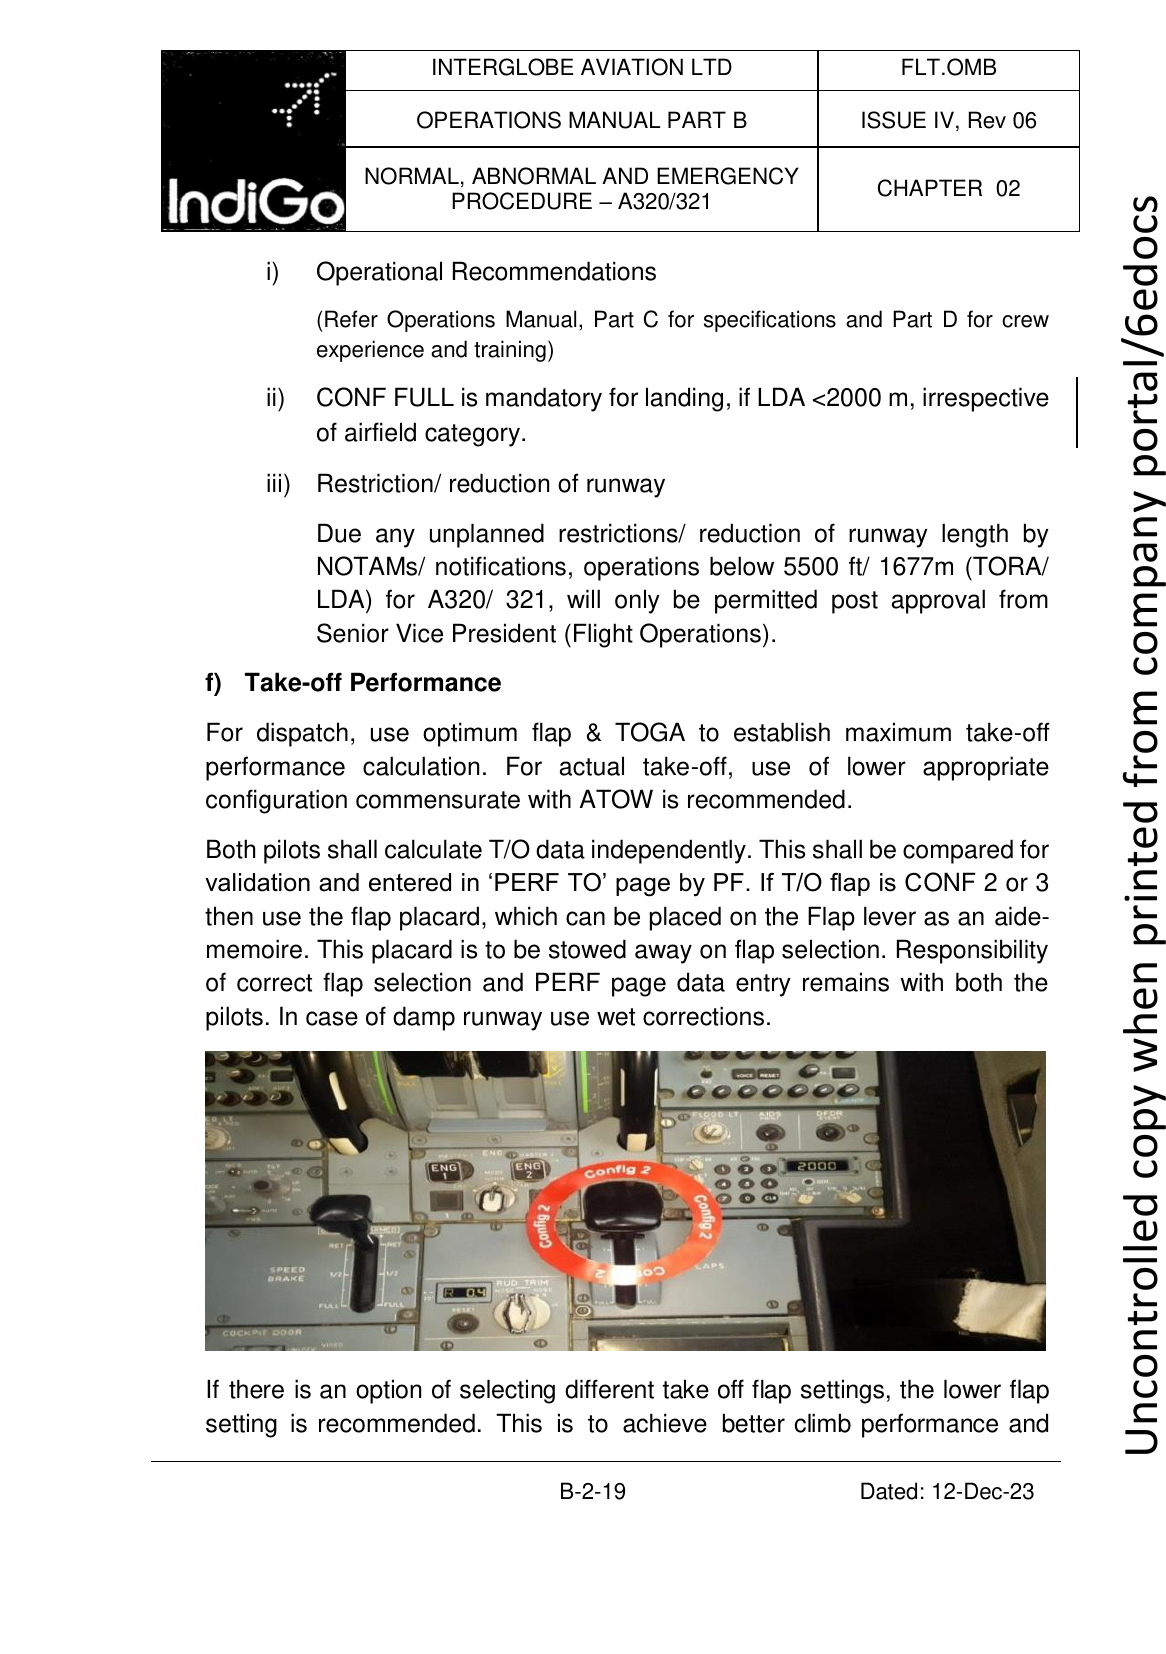 INTERGLOBE AVIATION LTD
FLT.OMB
OPERATIONS MANUAL PART B
ISSUE IV, Rev 06
IndiGo
NORMAL, ABNORMAL AND EMERGENCY
PROCEDURE – A320/321
CHAPTER 02
i) Operational Recommendations
(Refer Operations Manual, Part C for specifications and Part D for crew
experience and training)
ii) CONF FULL is mandatory for landing, if LDA <2000 m, irrespective
of airfield category.
iii) Restriction/ reduction of runway
Due any unplanned restrictions/ reduction of runway length by
NOTAMs/ notifications, operations below 5500 ft/ 1677m (TORA/
LDA) for A320/ 321, will only be permitted post approval from
Senior Vice President (Flight Operations).
f) Take-off Performance
For dispatch, use optimum flap & TOGA to establish maximum take-off
performance calculation. For actual take-off, use of lower appropriate
configuration commensurate with ATOW is recommended.
Both pilots shall calculate T/O data independently. This shall be compared for
validation and entered in ‘PERF TO’ page by PF. If T/O flap is CONF 2 or 3
then use the flap placard, which can be placed on the Flap lever as an aide-
memoire. This placard is to be stowed away on flap selection. Responsibility
of correct flap selection and PERF page data entry remains with both the
pilots. In case of damp runway use wet corrections.
VOICE RESET
FLOOD LT AIDS DFDR
ENG
ENG 1
ENG 2
2000
Config 2
Config 2
Config 2
SPEED
BRAKE
RET RET
1/2 1/2
FULL FULL
RUD TRIM
R 0.4
RESET
COCKPIT DOOR
VIDEO
If there is an option of selecting different take off flap settings, the lower flap
setting is recommended. This is to achieve better climb performance and
B-2-19
Dated: 12-Dec-23
Uncontrolled copy when printed from company portal/6edocs